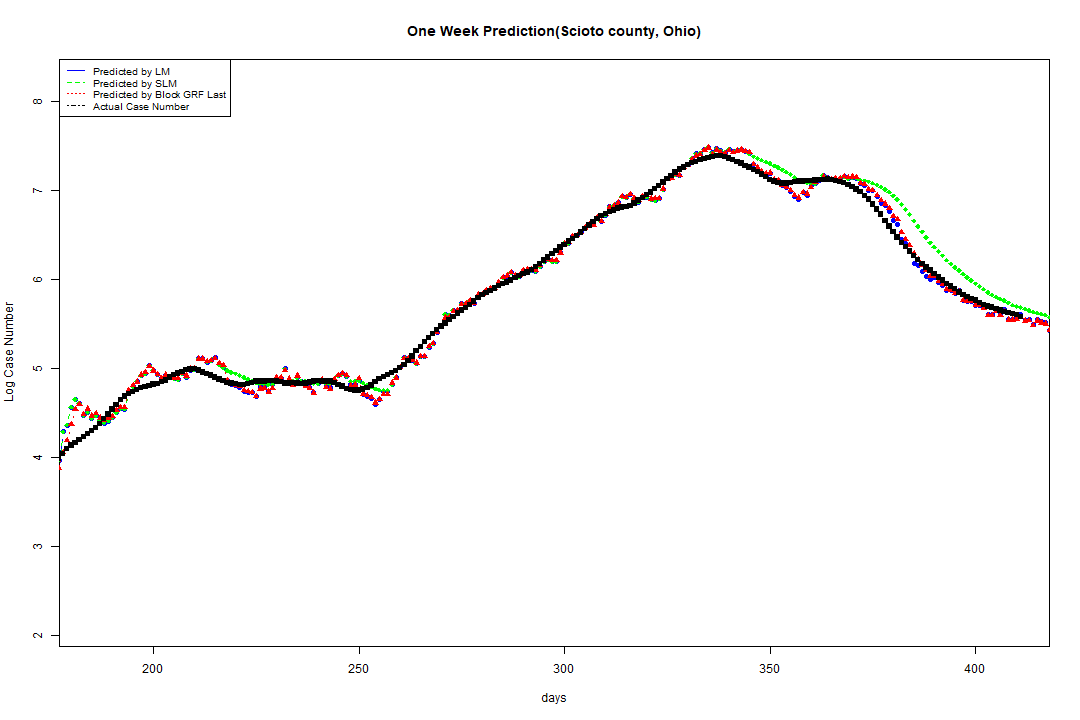 One Week Prediction(Scioto county, Ohio)
Predicted by LM
Predicted by SLM
Predicted by Block GRF Last
Actual Case Number
8
7
6
5
4
3
2
Log Case Number
200 250 300 350 400
days